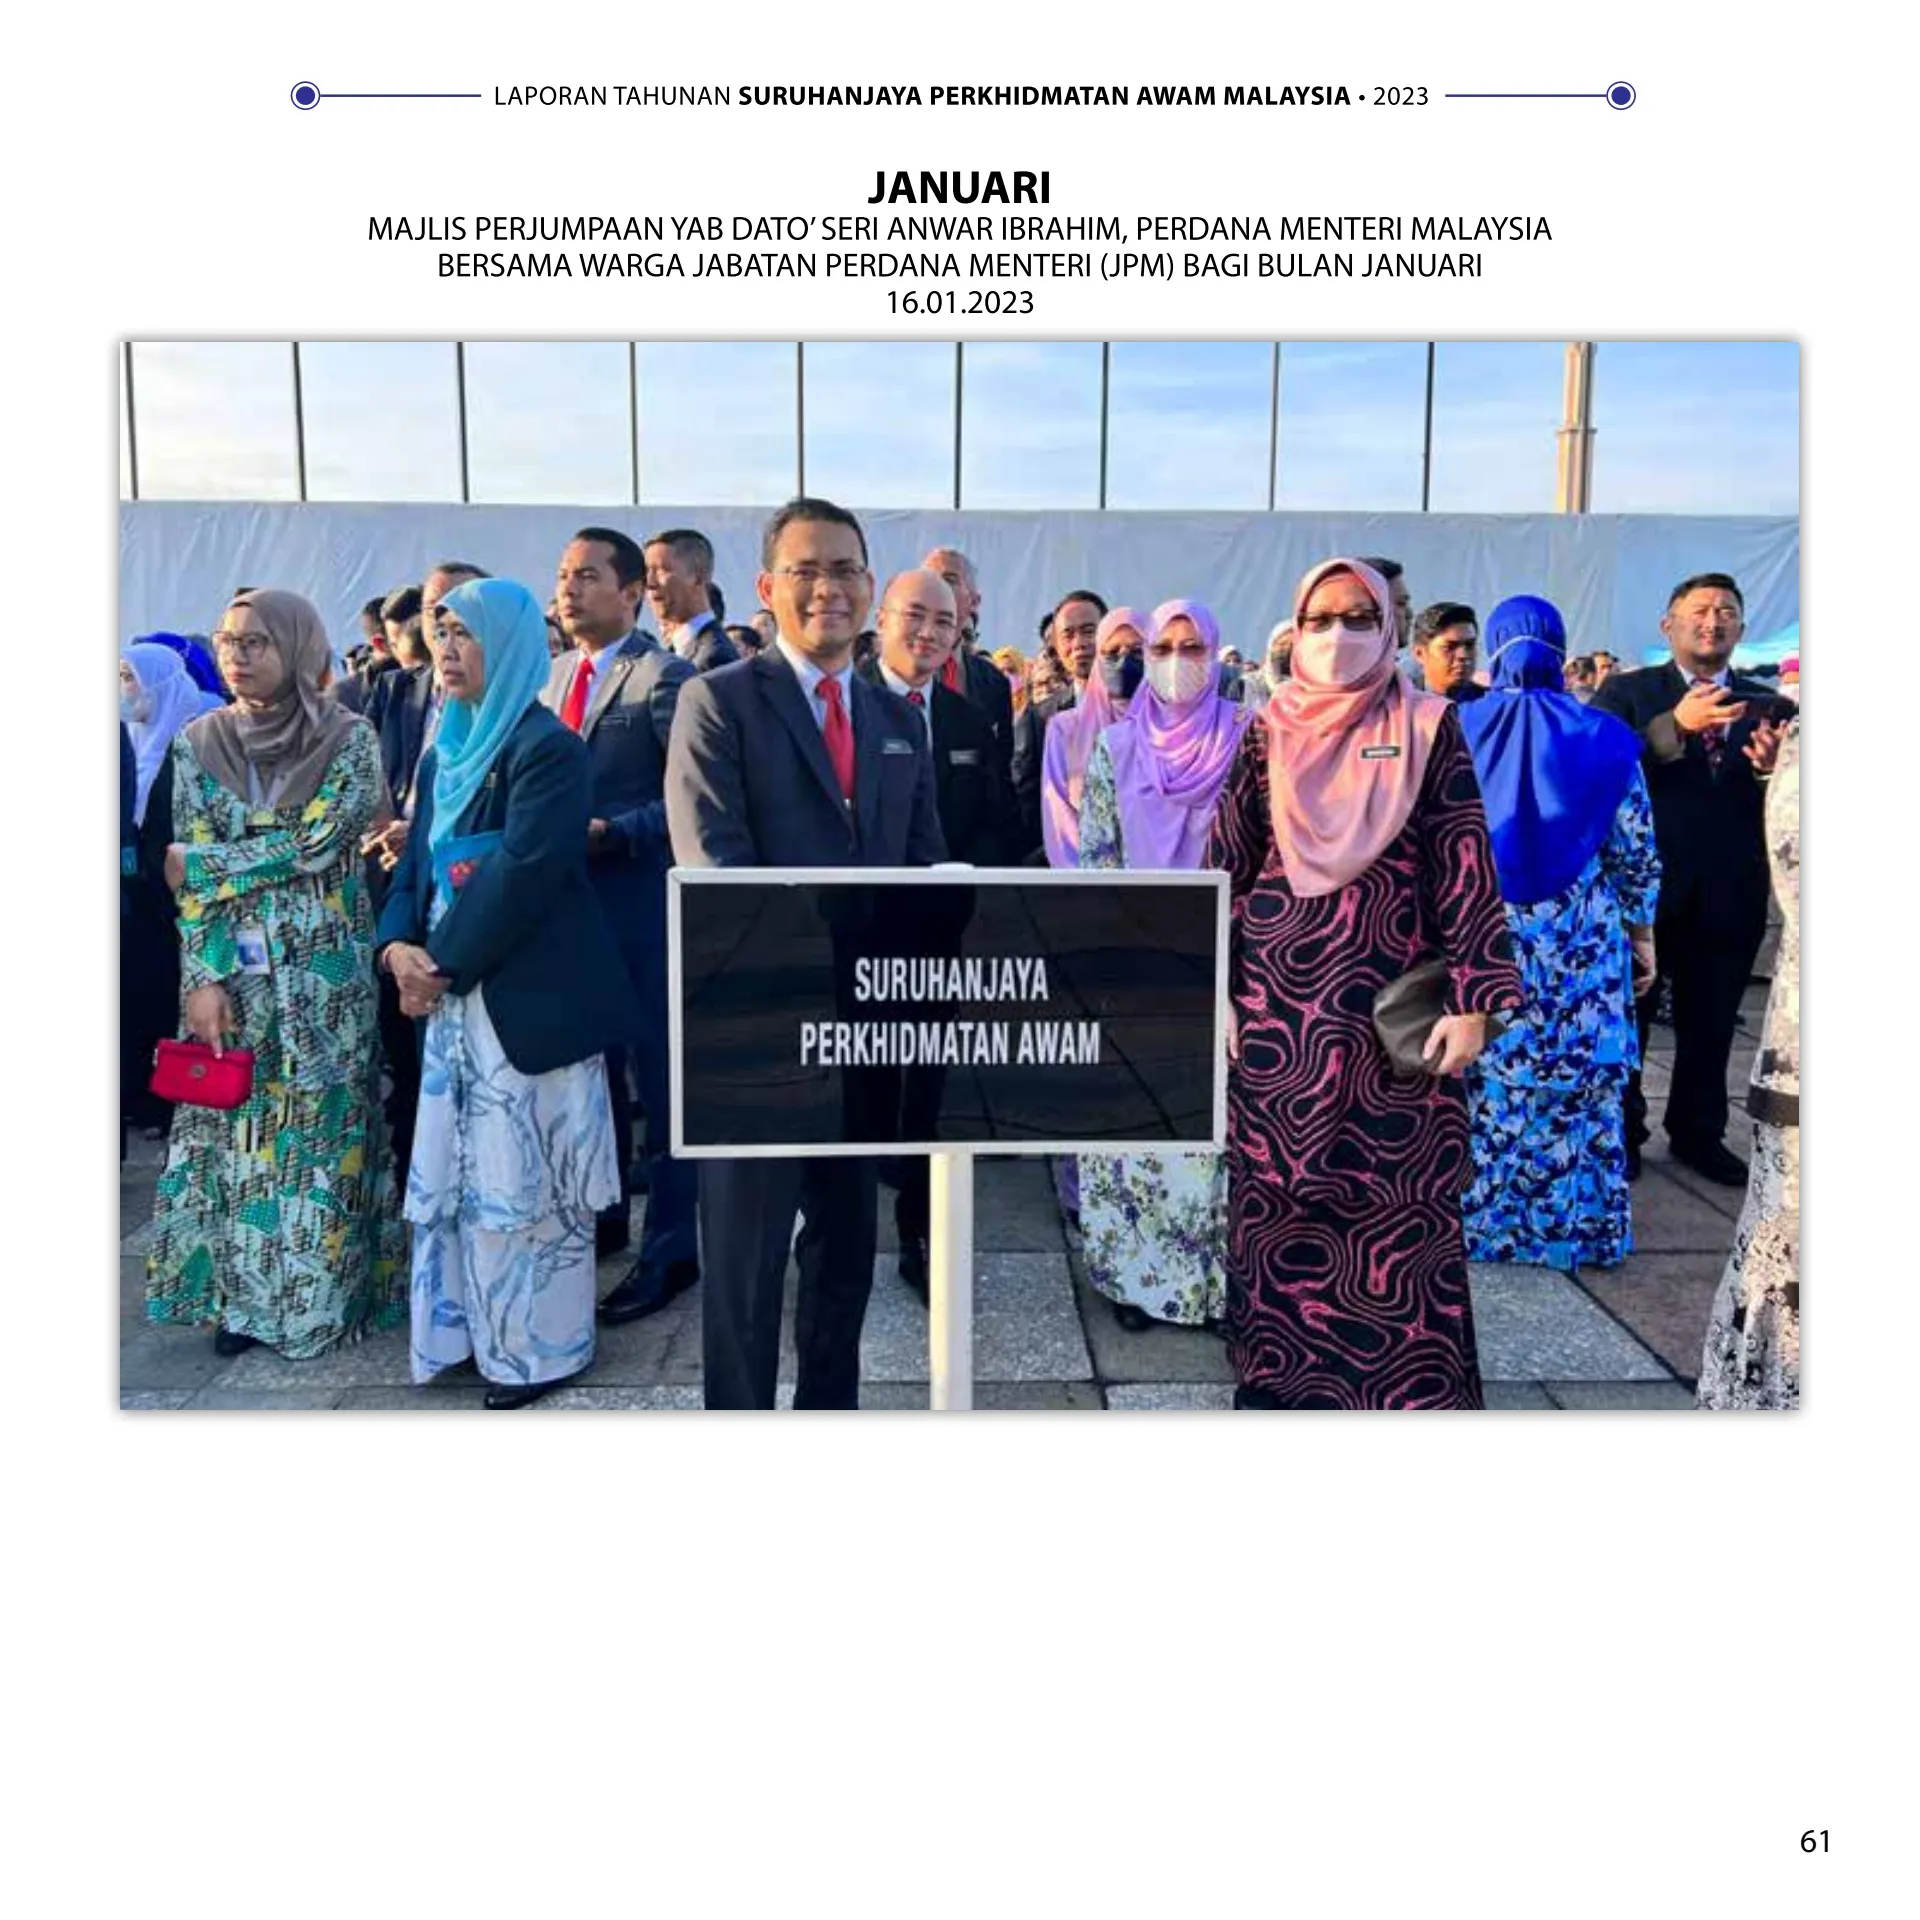 LAPORAN TAHUNAN SURUHANJAYA PERKHIDMATAN AWAM MALAYSIA • 2023
JANUARI
MAJLIS PERJUMPAAN YAB DATO’ SERI ANWAR IBRAHIM, PERDANA MENTERI MALAYSIA
BERSAMA WARGA JABATAN PERDANA MENTERI (JPM) BAGI BULAN JANUARI
16.01.2023
SURUHANJAYA
PERKHIDMATAN AWAM
61